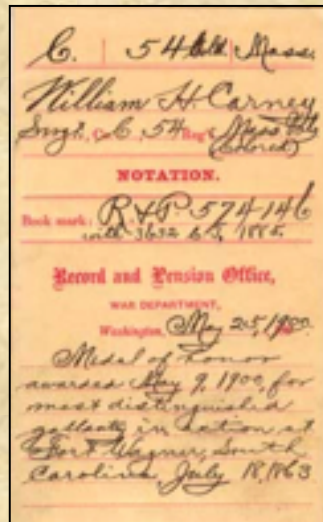 C. | 54 Cold. | Mass.
William H. Carney
Sergt., Co. C, 54 Reg't Mass. Inf.
(Colored)
NOTATION.
Book mark: R & P 574146
with 3632 C.T. 1885.
Record and Pension Office,
WAR DEPARTMENT,
Washington, May 25, 1900.
Medal of honor
awarded May 9, 1900, for
most distinguished
gallantry in action at
Fort Wagner, South
Carolina, July 18, 1863